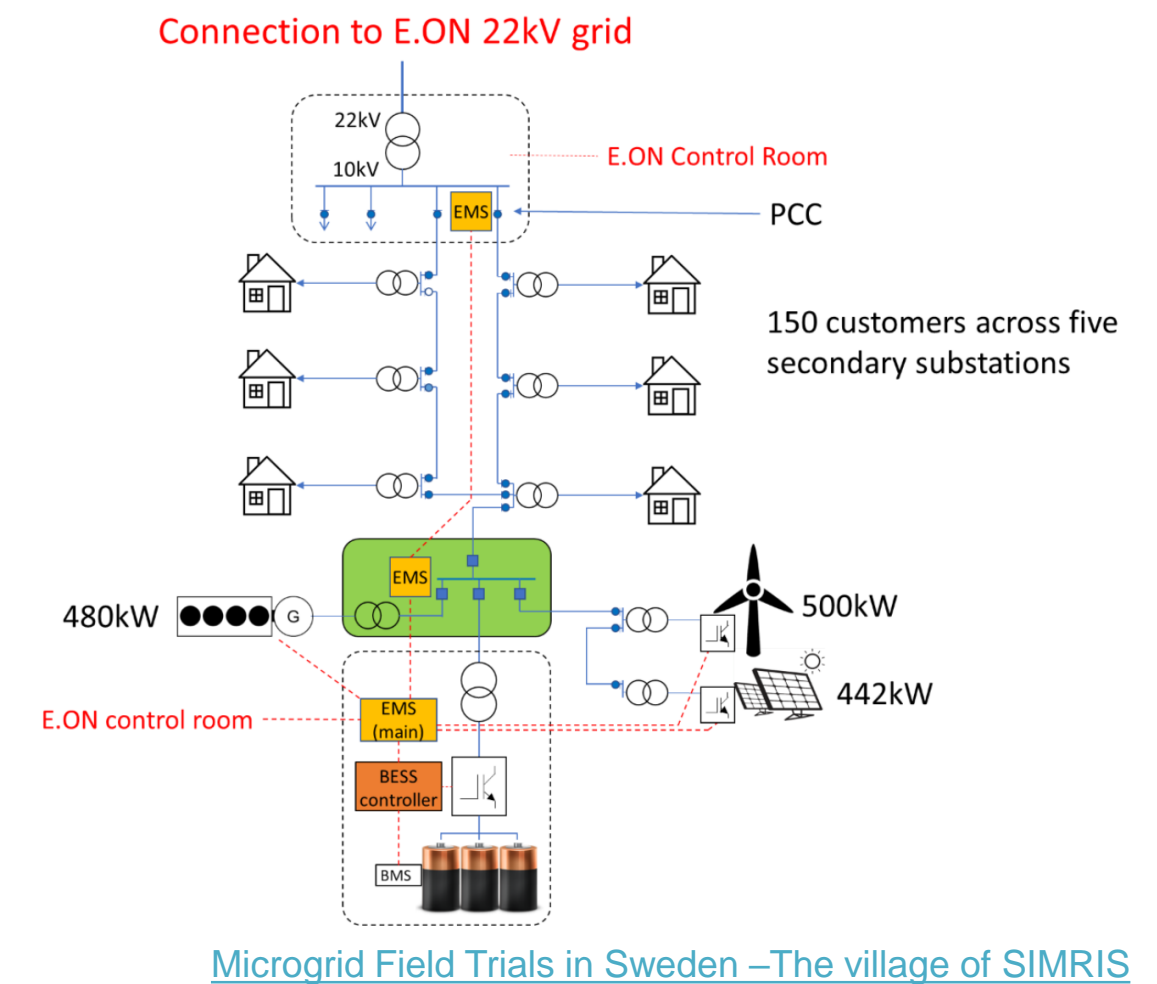 Connection to E.ON 22kV grid
22kV
10kV
E.ON Control Room
EMS
PCC
150 customers across five
secondary substations
EMS
480kW
G
500kW
442kW
E.ON control room
EMS
(main)
BESS
controller
BMS
Microgrid Field Trials in Sweden –The village of SIMRIS